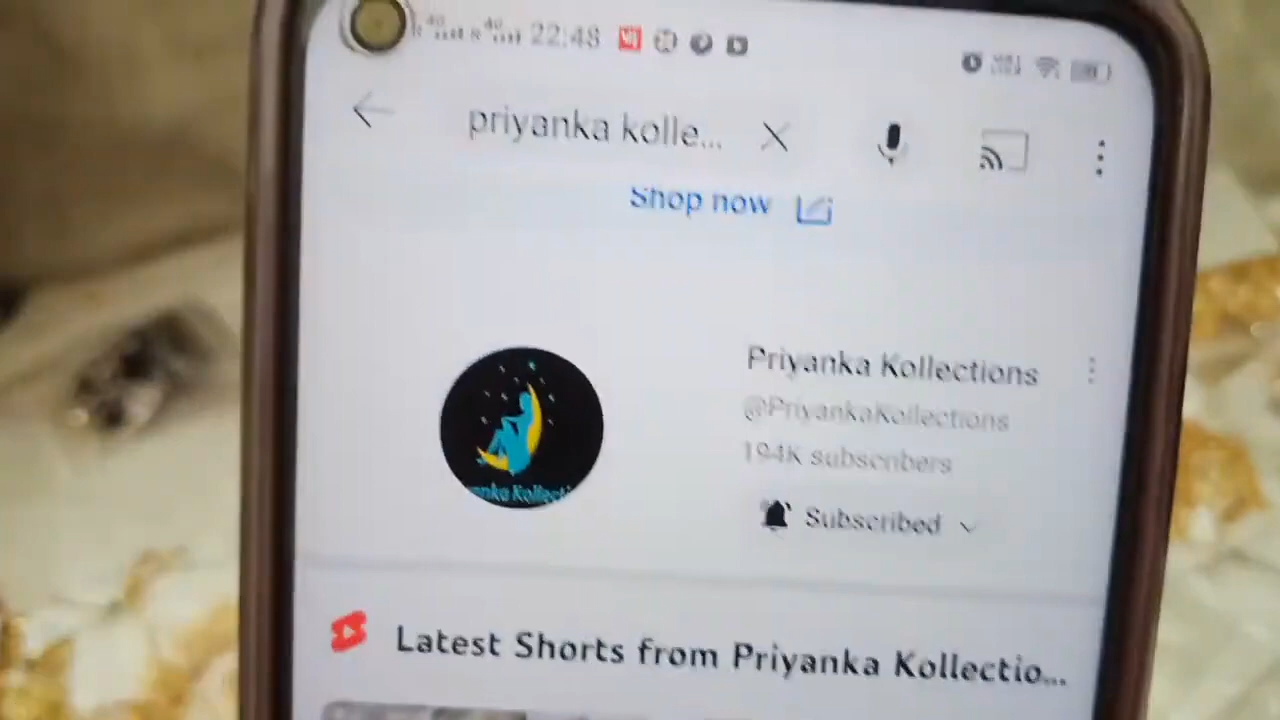 22:48
priyanka kolle...
Shop now
Priyanka Kollections
@PriyankaKollections
194K subscribers
Subscribed
Latest Shorts from Priyanka Kollectio...